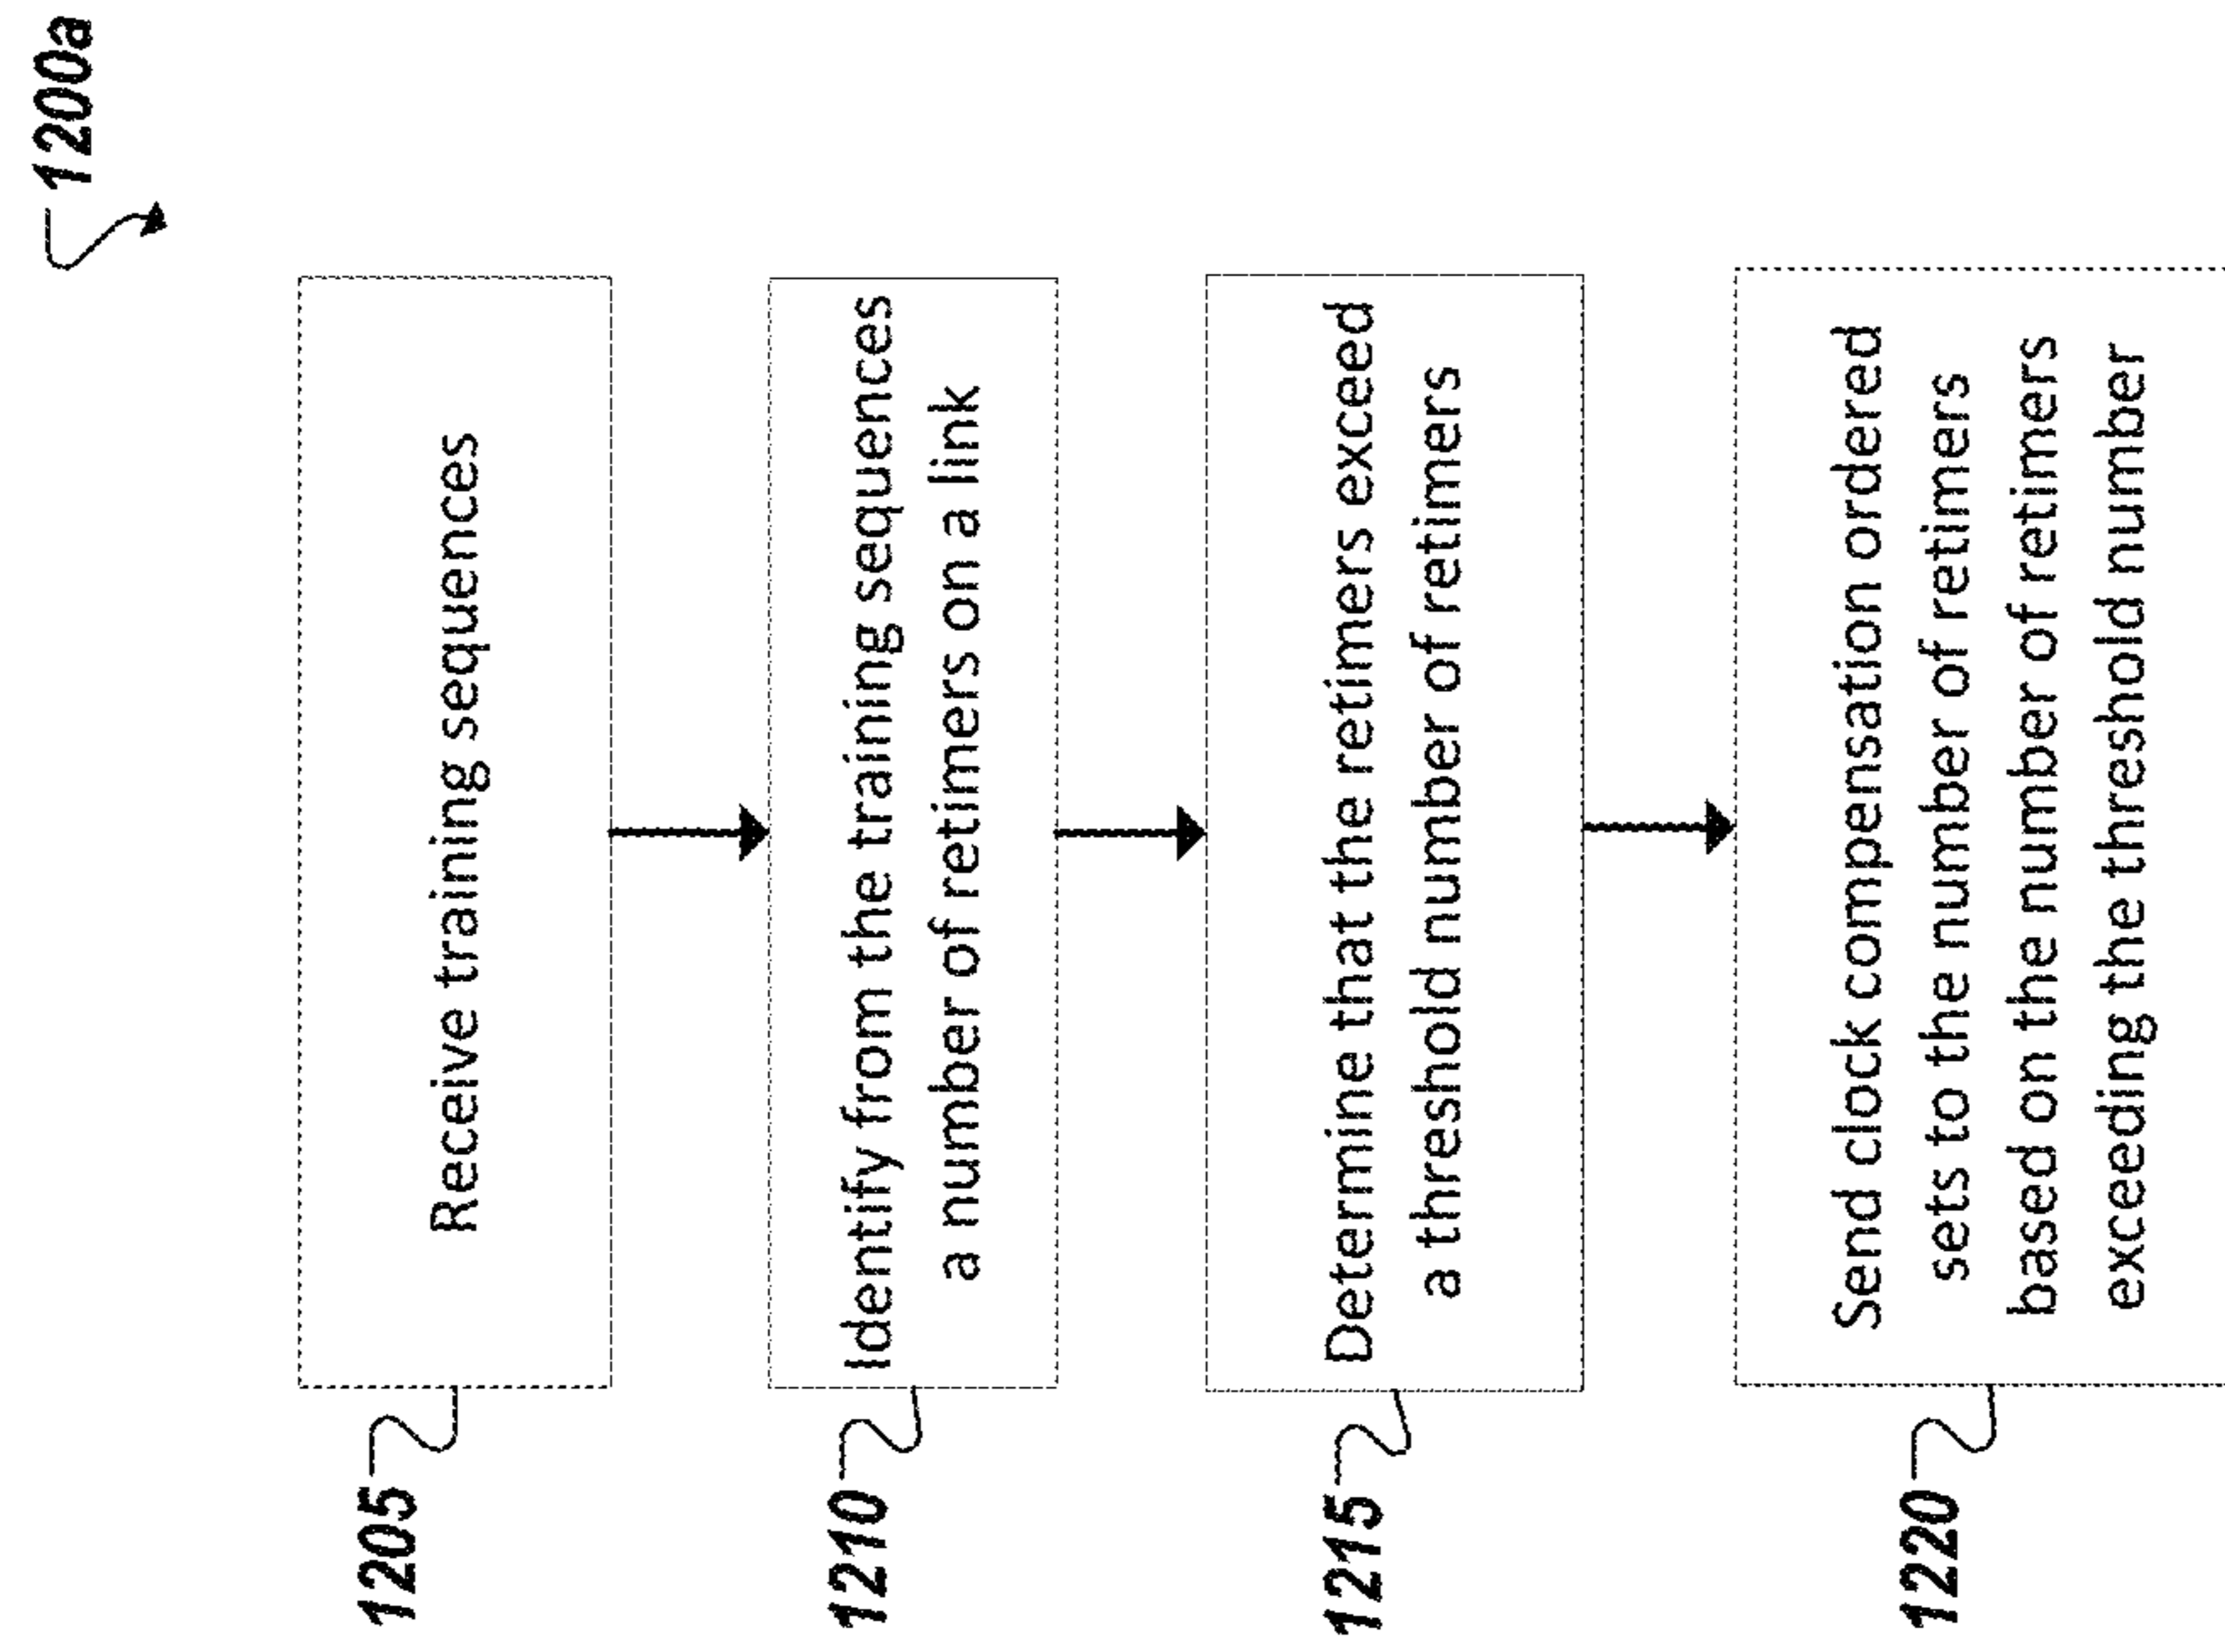 1200a
1205
Receive training sequences
1210
Identify from the training sequences
a number of retimers on a link
1215
Determine that the retimers exceed
a threshold number of retimers
1220
Send clock compensation ordered
sets to the number of retimers
based on the number of retimers
exceeding the threshold number